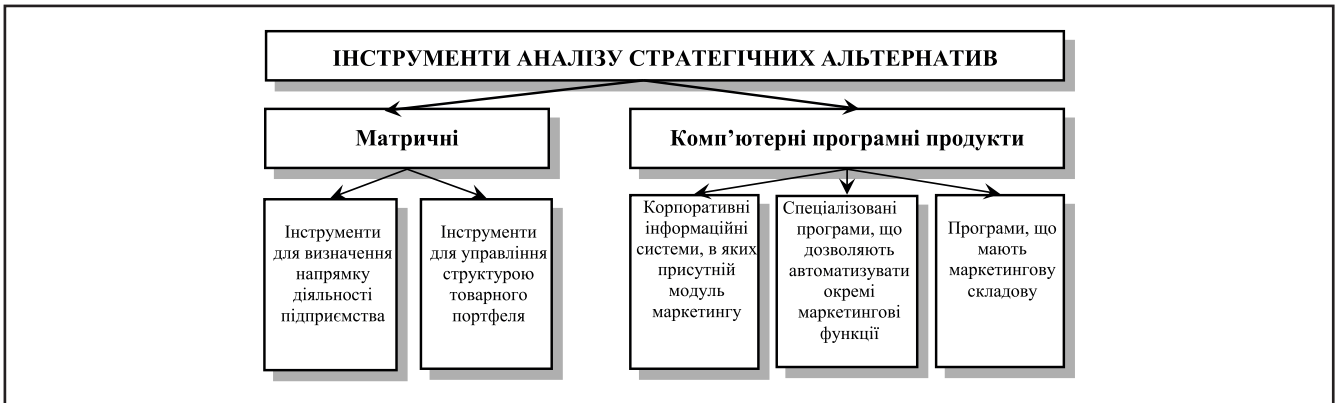 ІНСТРУМЕНТИ АНАЛІЗУ СТРАТЕГІЧНИХ АЛЬТЕРНАТИВ
Матричні
Комп’ютерні програмні продукти
Інструменти
для визначення
напрямку
діяльності
підприємства
Інструменти
для управління
структурою
товарного
портфеля
Корпоративні
інформаційні
системи, в яких
присутній
модуль
маркетингу
Спеціалізовані
програми, що
дозволяють
автоматизувати
окремі
маркетингові
функції
Програми, що
мають
маркетингову
складову